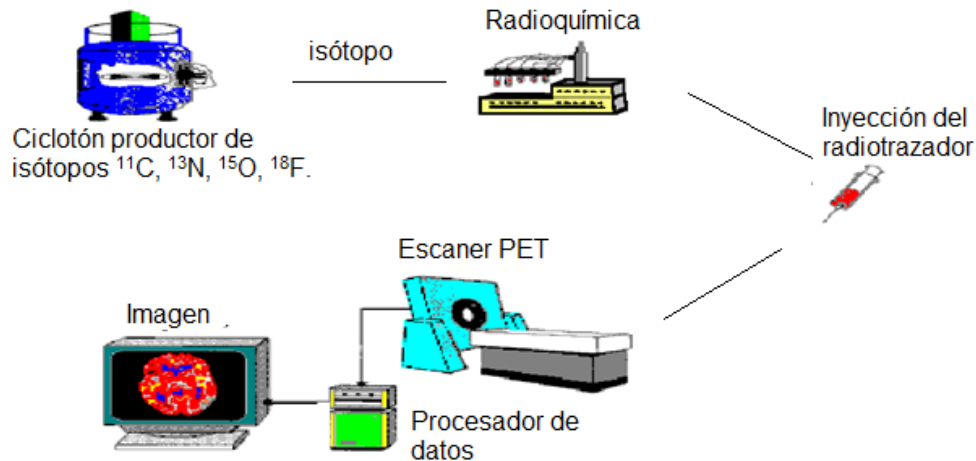 Radioquímica
isótopo
Ciclotón productor de
isótopos ¹¹C, ¹³N, ¹⁵O, ¹⁸F.
Inyección del
radiotrazador
Escaner PET
Imagen
Procesador de
datos